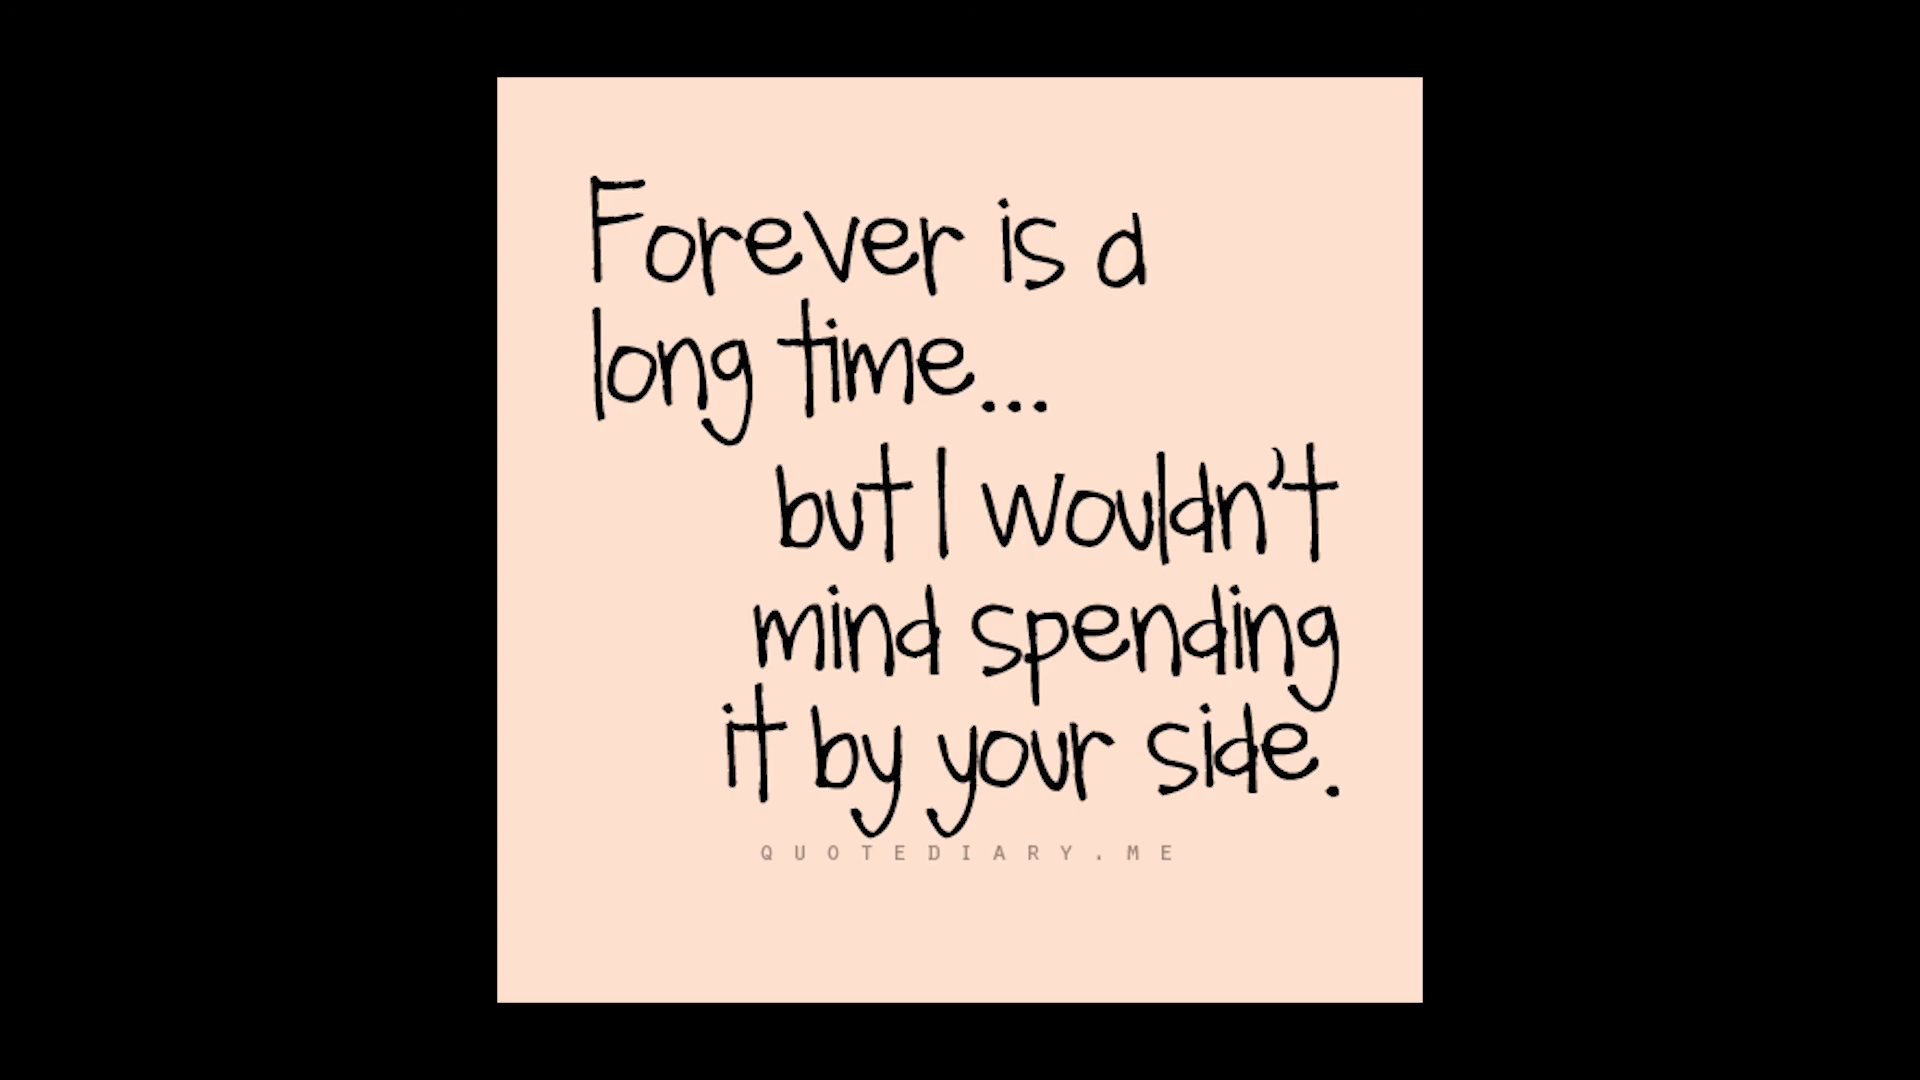 Forever is a
long time...
but I wouldn't
mind spending
it by your side.
QUOTEDIARY.ME